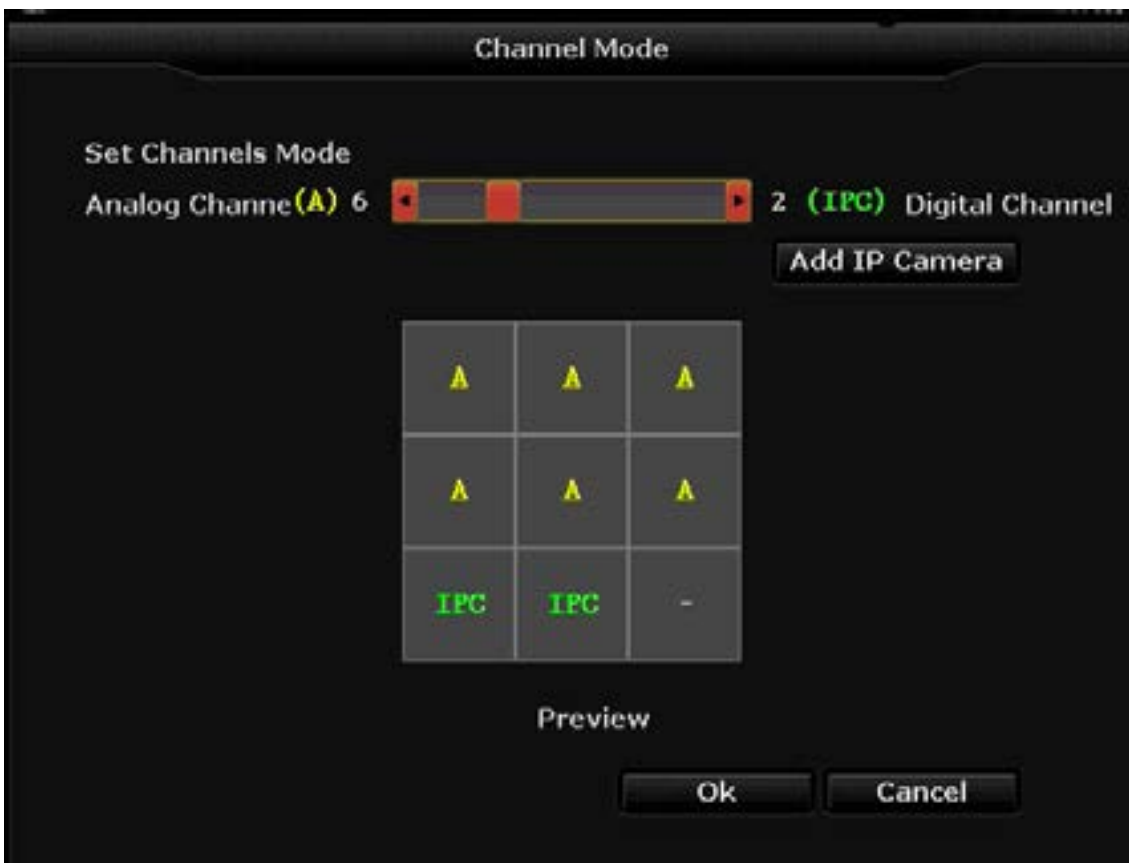 Channel Mode
Set Channels Mode
Analog Channe(A) 6 2 (IPC) Digital Channel
Add IP Camera
A A A
A A A
IPC IPC -
Preview
Ok Cancel